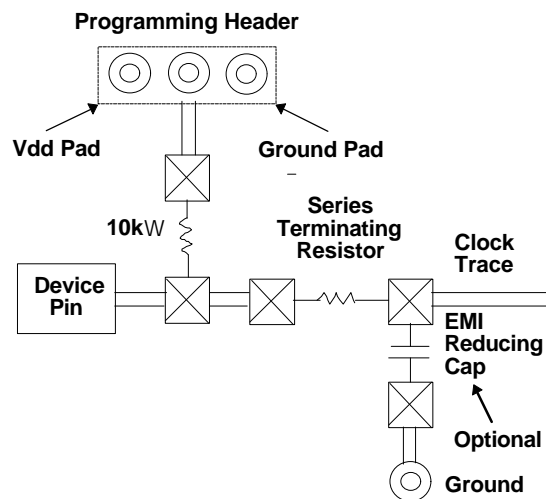 Programming Header
Vdd Pad
Ground Pad
10kW
Series
Terminating
Resistor
Clock
Trace
Device
Pin
EMI
Reducing
Cap
Optional
Ground